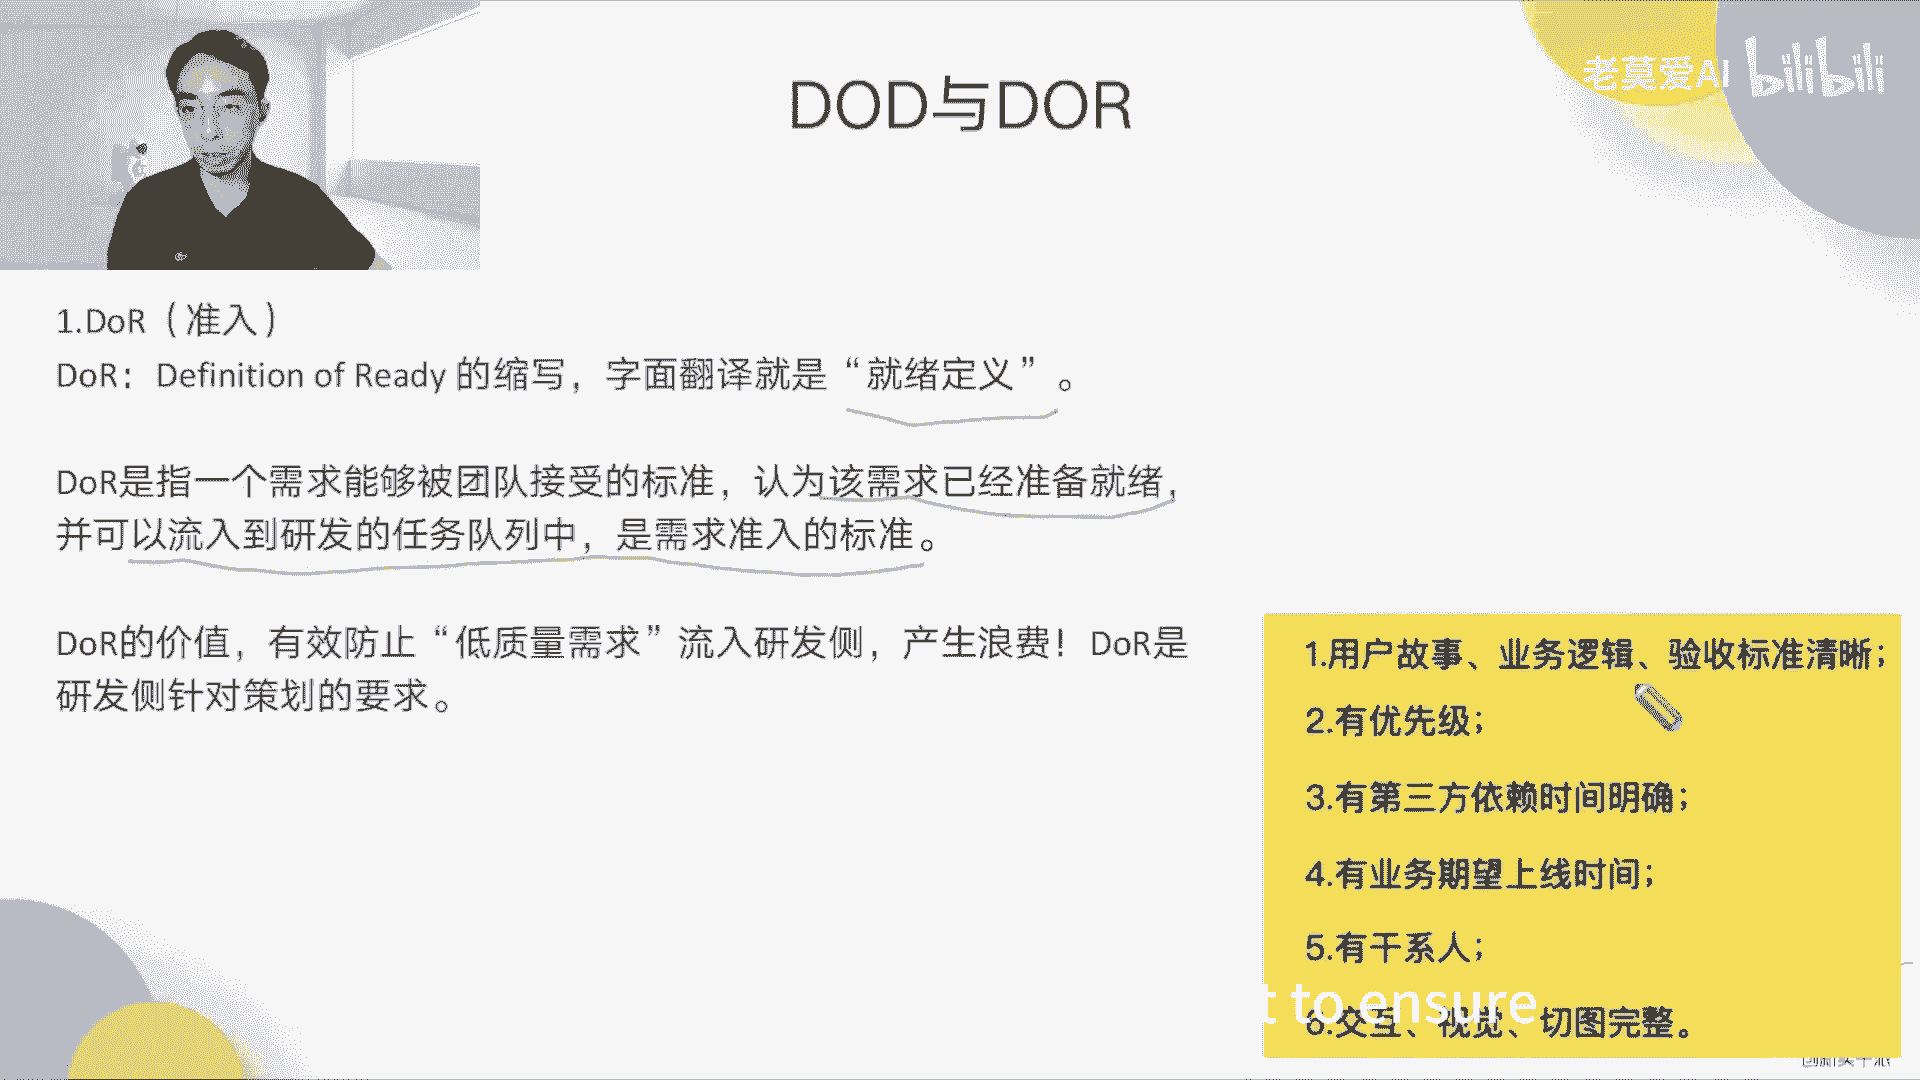 老莫爱AI bilibili
DOD与DOR
1.DoR（准入）
DoR：Definition of Ready 的缩写，字面翻译就是“就绪定义”。
DoR是指一个需求能够被团队接受的标准，认为该需求已经准备就绪，
并可以流入到研发的任务队列中，是需求准入的标准。
DoR的价值，有效防止“低质量需求”流入研发侧，产生浪费！DoR是
研发侧针对策划的要求。
1.用户故事、业务逻辑、验收标准清晰；
2.有优先级；
3.有第三方依赖时间明确；
4.有业务期望上线时间；
5.有干系人；
to ensure
6.交互、视觉、切图完整。